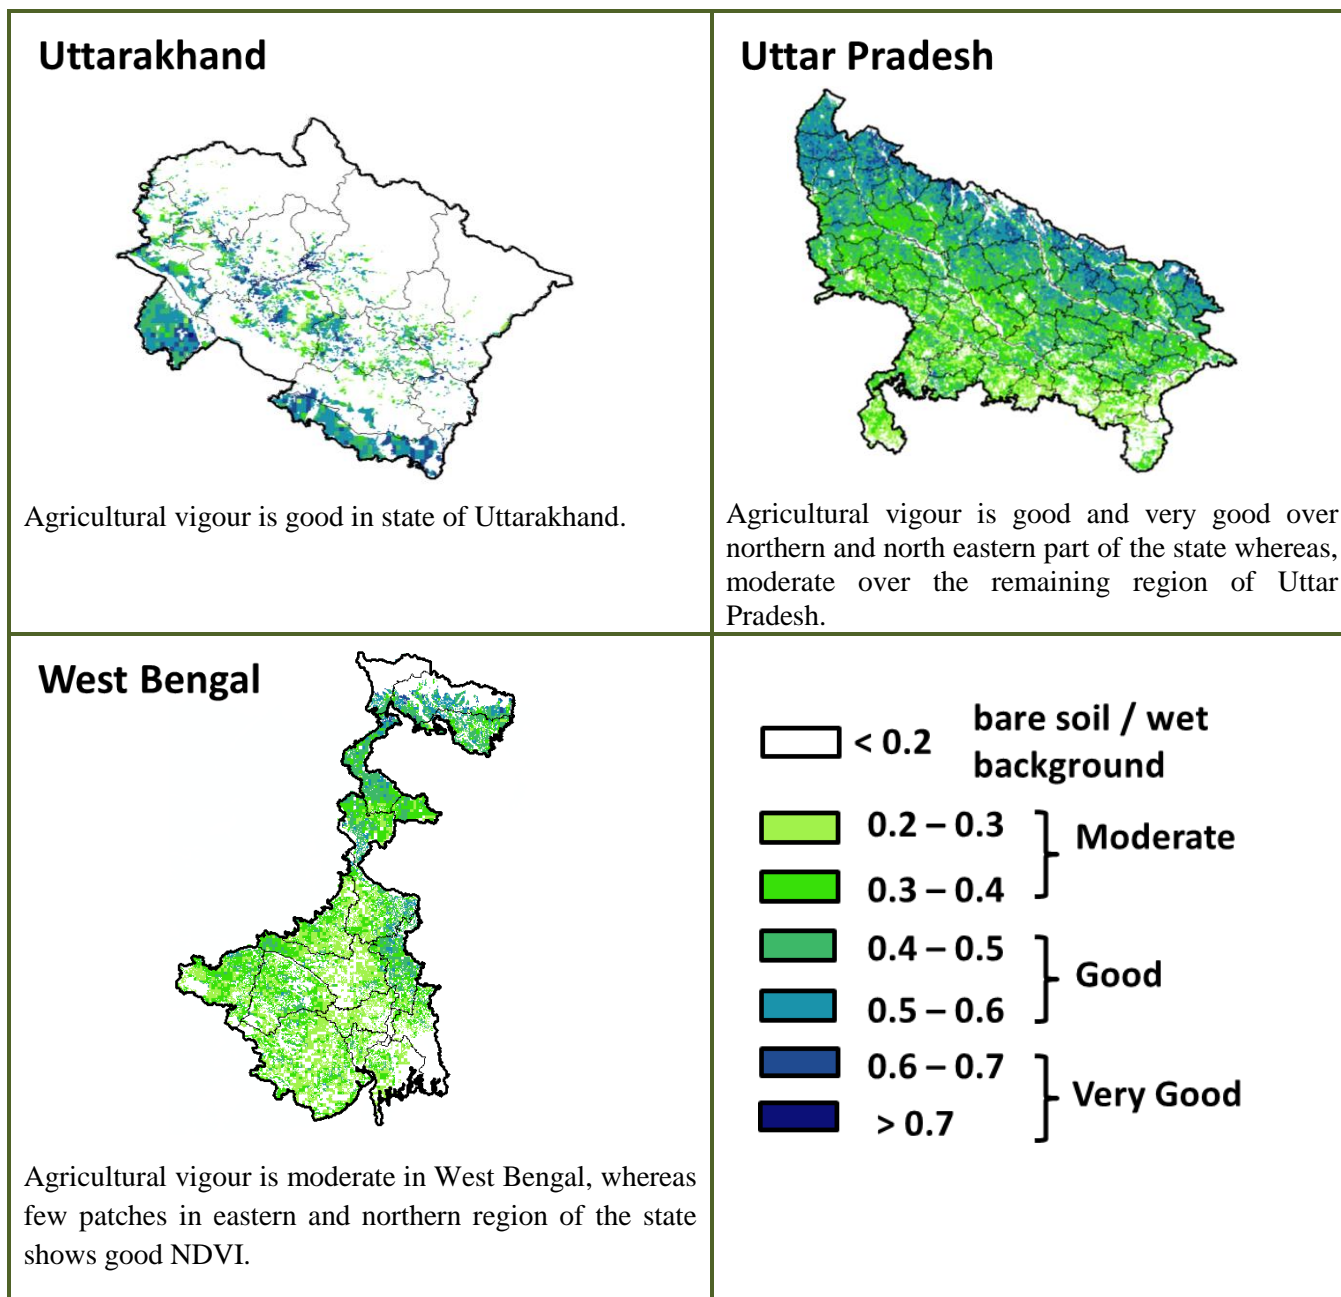 Uttarakhand
Agricultural vigour is good in state of Uttarakhand.
Uttar Pradesh
Agricultural vigour is good and very good over
northern and north eastern part of the state whereas,
moderate over the remaining region of Uttar
Pradesh.
West Bengal
Agricultural vigour is moderate in West Bengal, whereas
few patches in eastern and northern region of the state
shows good NDVI.
< 0.2 bare soil / wet
background
0.2 – 0.3
Moderate
0.3 – 0.4
0.4 – 0.5
Good
0.5 – 0.6
0.6 – 0.7
Very Good
> 0.7